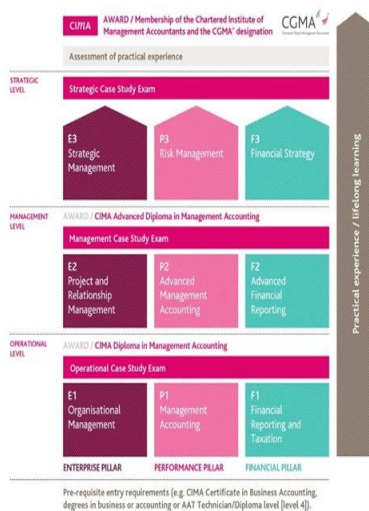 CIMA
AWARD / Membership of the Chartered Institute of
Management Accountants and the CGMA® designation
CGMA
Chartered Global Management Accountant
Assessment of practical experience
STRATEGIC
LEVEL
Strategic Case Study Exam
E3
Strategic
Management
P3
Risk Management
F3
Financial Strategy
MANAGEMENT
LEVEL
AWARD / CIMA Advanced Diploma in Management Accounting
Management Case Study Exam
E2
Project and
Relationship
Management
P2
Advanced
Management
Accounting
F2
Advanced
Financial
Reporting
OPERATIONAL
LEVEL
AWARD / CIMA Diploma in Management Accounting
Operational Case Study Exam
E1
Organisational
Management
P1
Management
Accounting
F1
Financial
Reporting and
Taxation
ENTERPRISE PILLAR
PERFORMANCE PILLAR
FINANCIAL PILLAR
Pre-requisite entry requirements (e.g. CIMA Certificate in Business Accounting,
degrees in business or accounting or AAT Technician/Diploma level [level 4]).
Practical experience / lifelong learning